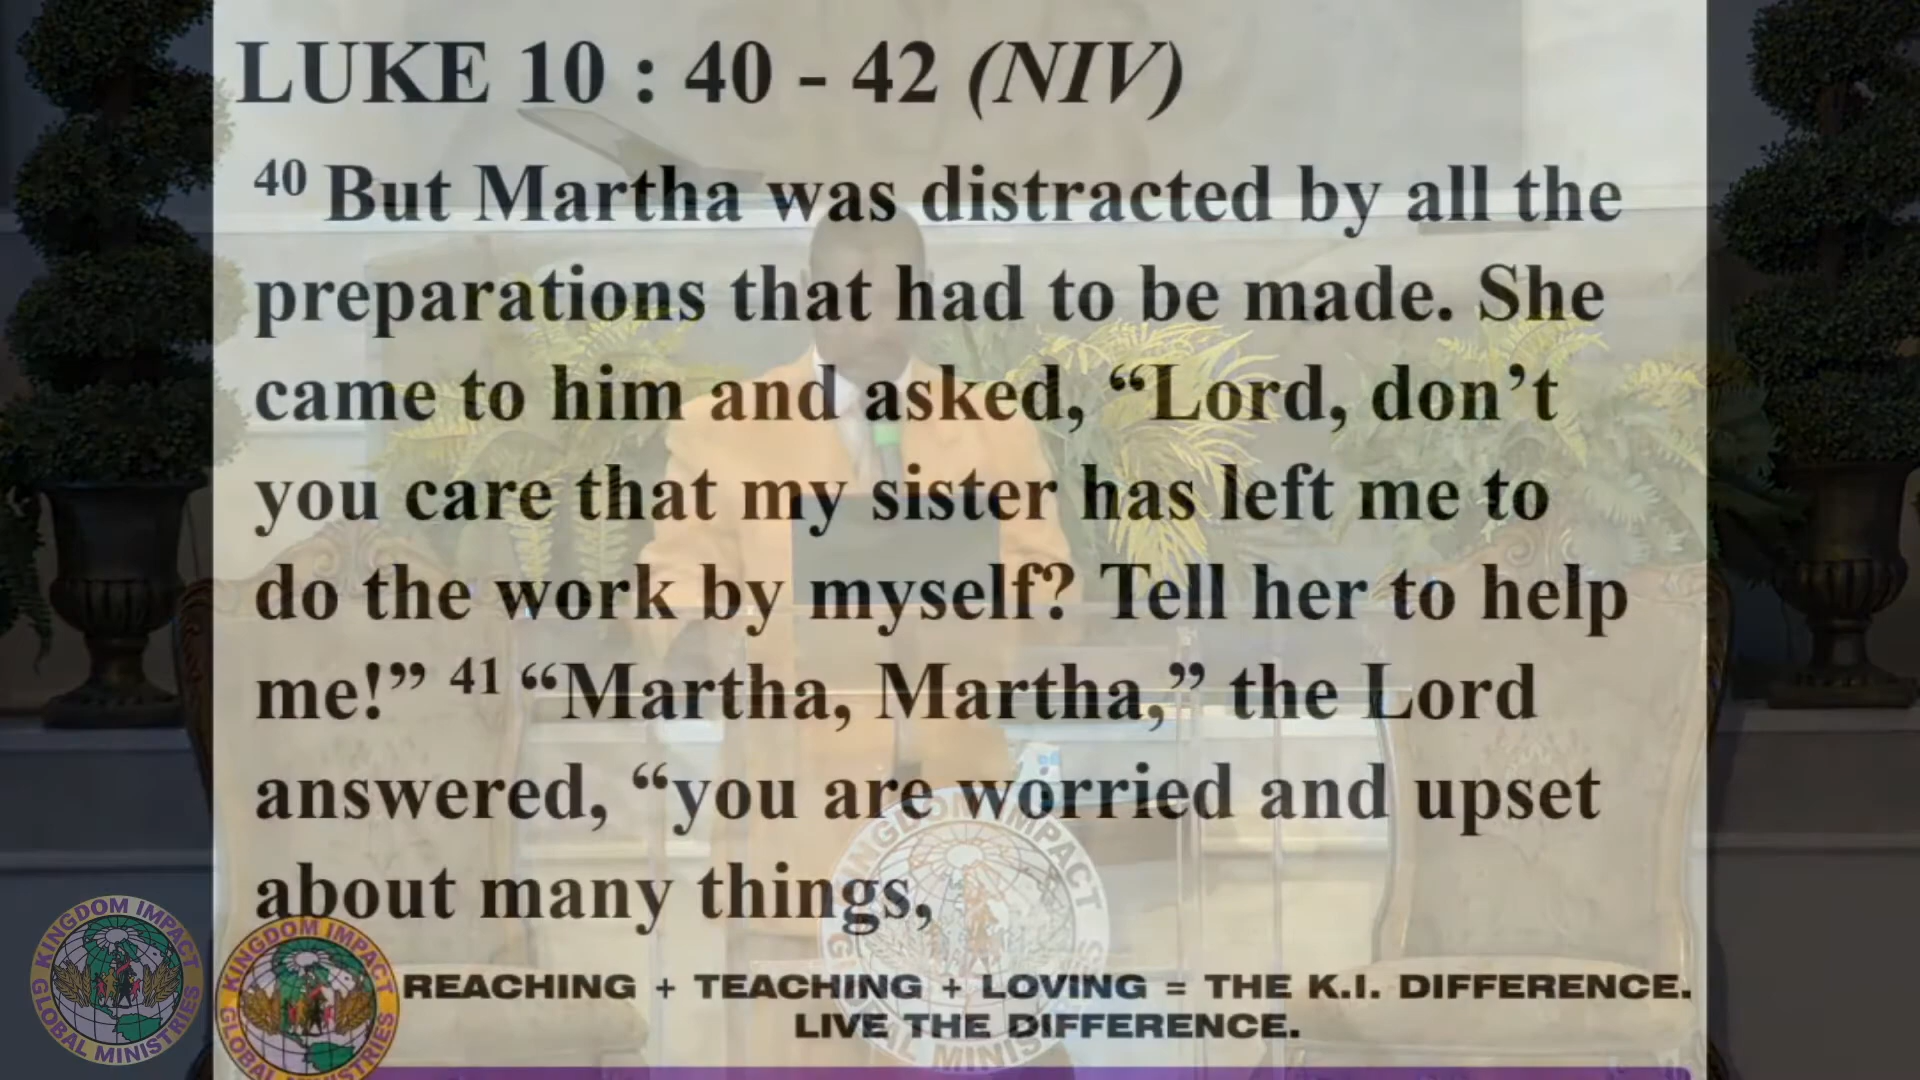 LUKE 10 : 40 - 42 (NIV)
40 But Martha was distracted by all the
preparations that had to be made. She
came to him and asked, “Lord, don’t
you care that my sister has left me to
do the work by myself? Tell her to help
me!” 41 “Martha, Martha,” the Lord
answered, “you are worried and upset
about many things,
REACHING + TEACHING + LOVING = THE K.I. DIFFERENCE.
LIVE THE DIFFERENCE.
KINGDOM IMPACT
GLOBAL MINISTRIES
KINGDOM IMPACT
GLOBAL MINISTRIES
KINGDOM IMPACT